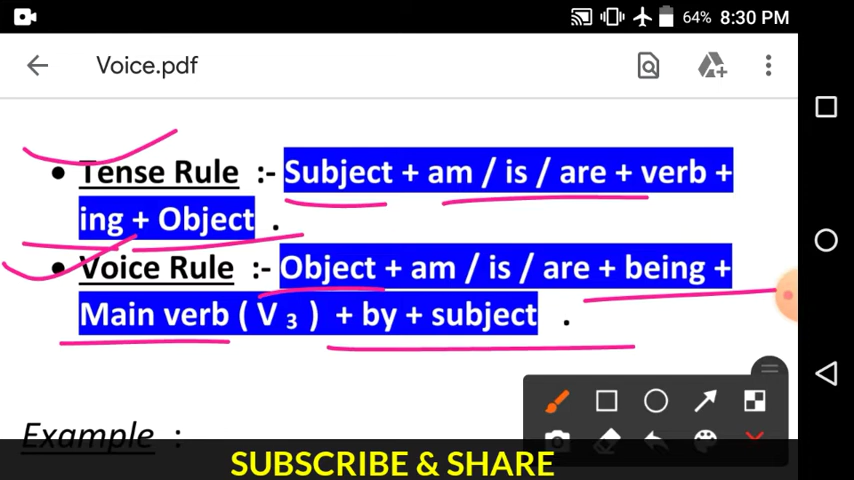 64% 8:30 PM
Voice.pdf
• Tense Rule :- Subject + am / is / are + verb +
ing + Object .
• Voice Rule :- Object + am / is / are + being +
Main verb ( V 3 ) + by + subject .
Example :
SUBSCRIBE & SHARE